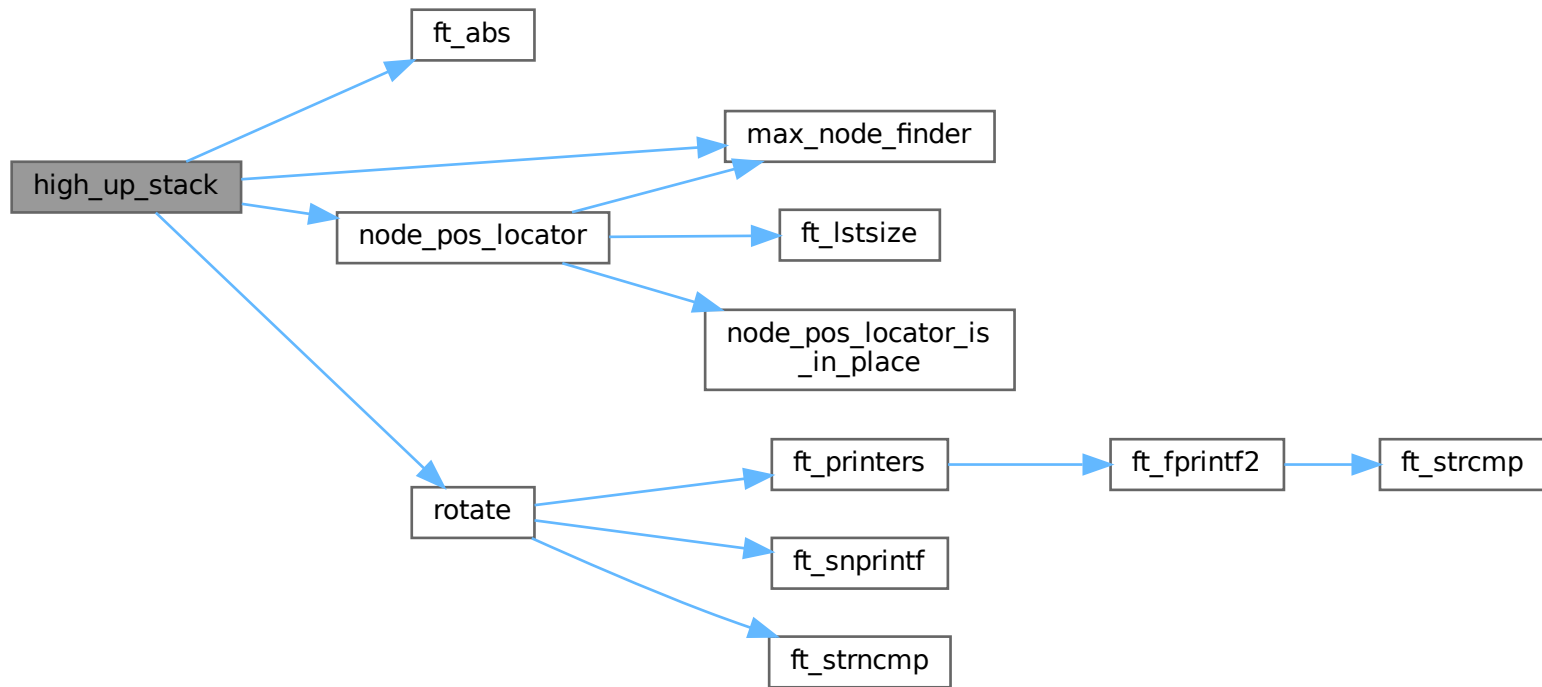 ft_abs
max_node_finder
high_up_stack
node_pos_locator
ft_lstsize
node_pos_locator_is
_in_place
ft_printers
ft_fprintf2
ft_strcmp
rotate
ft_snprintf
ft_strncmp